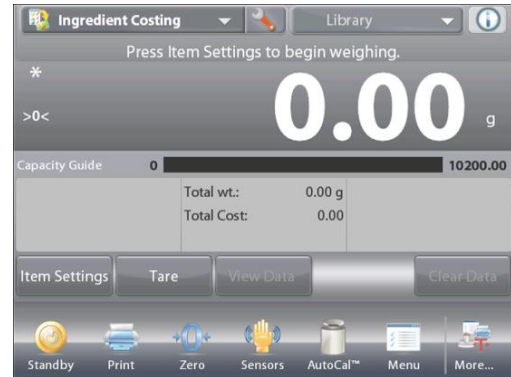 Ingredient Costing Library
Press Item Settings to begin weighing.
*
>0< 0.00 g
Capacity Guide 0 10200.00
Total wt.: 0.00 g
Total Cost: 0.00
Item Settings Tare View Data Clear Data
Standby Print Zero Sensors AutoCal™ Menu More...